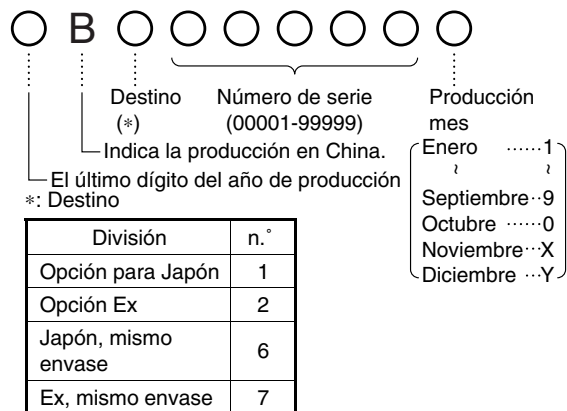 B
Destino Número de serie Producción
(*) (00001-99999) mes
Indica la producción en China.
El último dígito del año de producción
Enero ······1
~ ~
Septiembre··9
Octubre ······0
Noviembre···X
Diciembre ···Y
*: Destino
División n.°
Opción para Japón 1
Opción Ex 2
Japón, mismo
envase 6
Ex, mismo envase 7